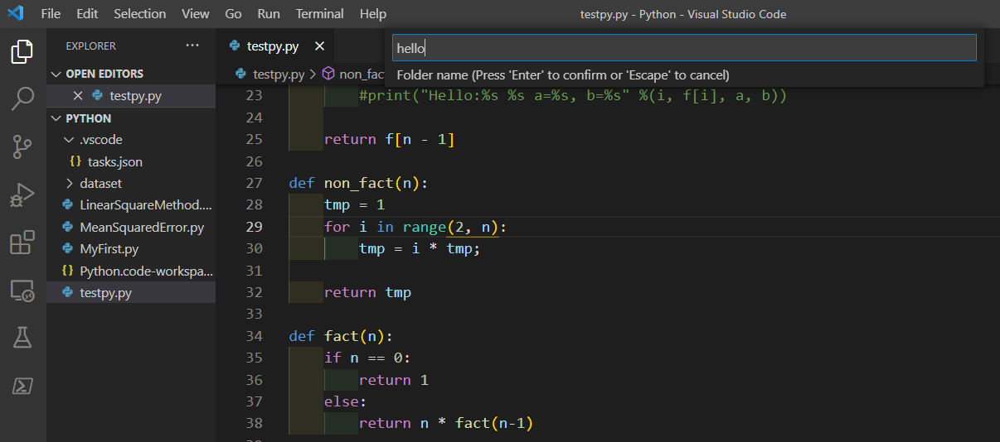 File Edit Selection View Go Run Terminal Help
testpy.py - Python - Visual Studio Code
EXPLORER ...
OPEN EDITORS
testpy.py
PYTHON
.vscode
{} tasks.json
dataset
LinearSquareMethod....
MeanSquaredError.py
MyFirst.py
{} Python.code-workspa...
testpy.py
testpy.py
hello
Folder name (Press 'Enter' to confirm or 'Escape' to cancel)
testpy.py > non_fac
23 #print("Hello:%s %s a=%s, b=%s" %(i, f[i], a, b))
24
25 return f[n - 1]
26
27 def non_fact(n):
28 tmp = 1
29 for i in range(2, n):
30 tmp = i * tmp;
31
32 return tmp
33
34 def fact(n):
35 if n == 0:
36 return 1
37 else:
38 return n * fact(n-1)